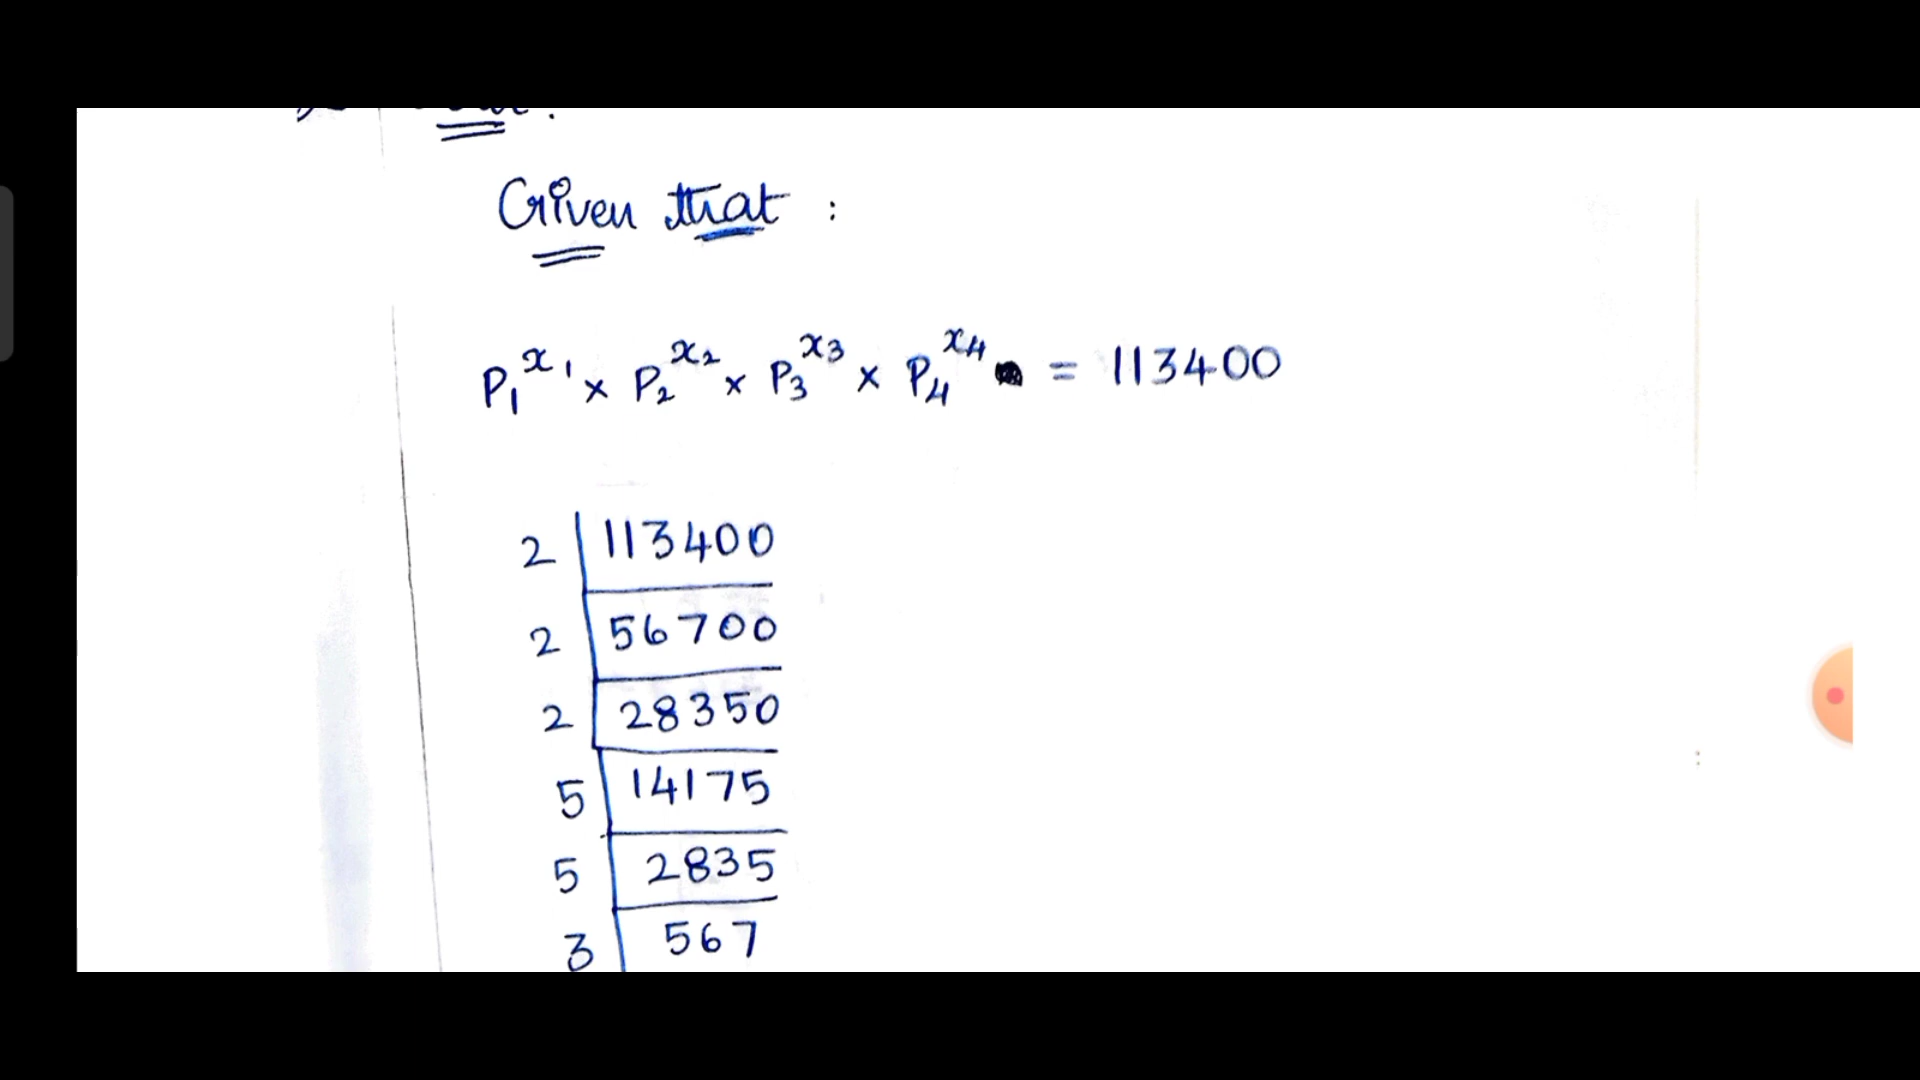 Given that :
P₁^x₁ × P₂^x₂ × P₃^x₃ × P₄^x₄ = 113400
2 | 113400
2 | 56700
2 | 28350
5 | 14175
5 | 2835
3 | 567